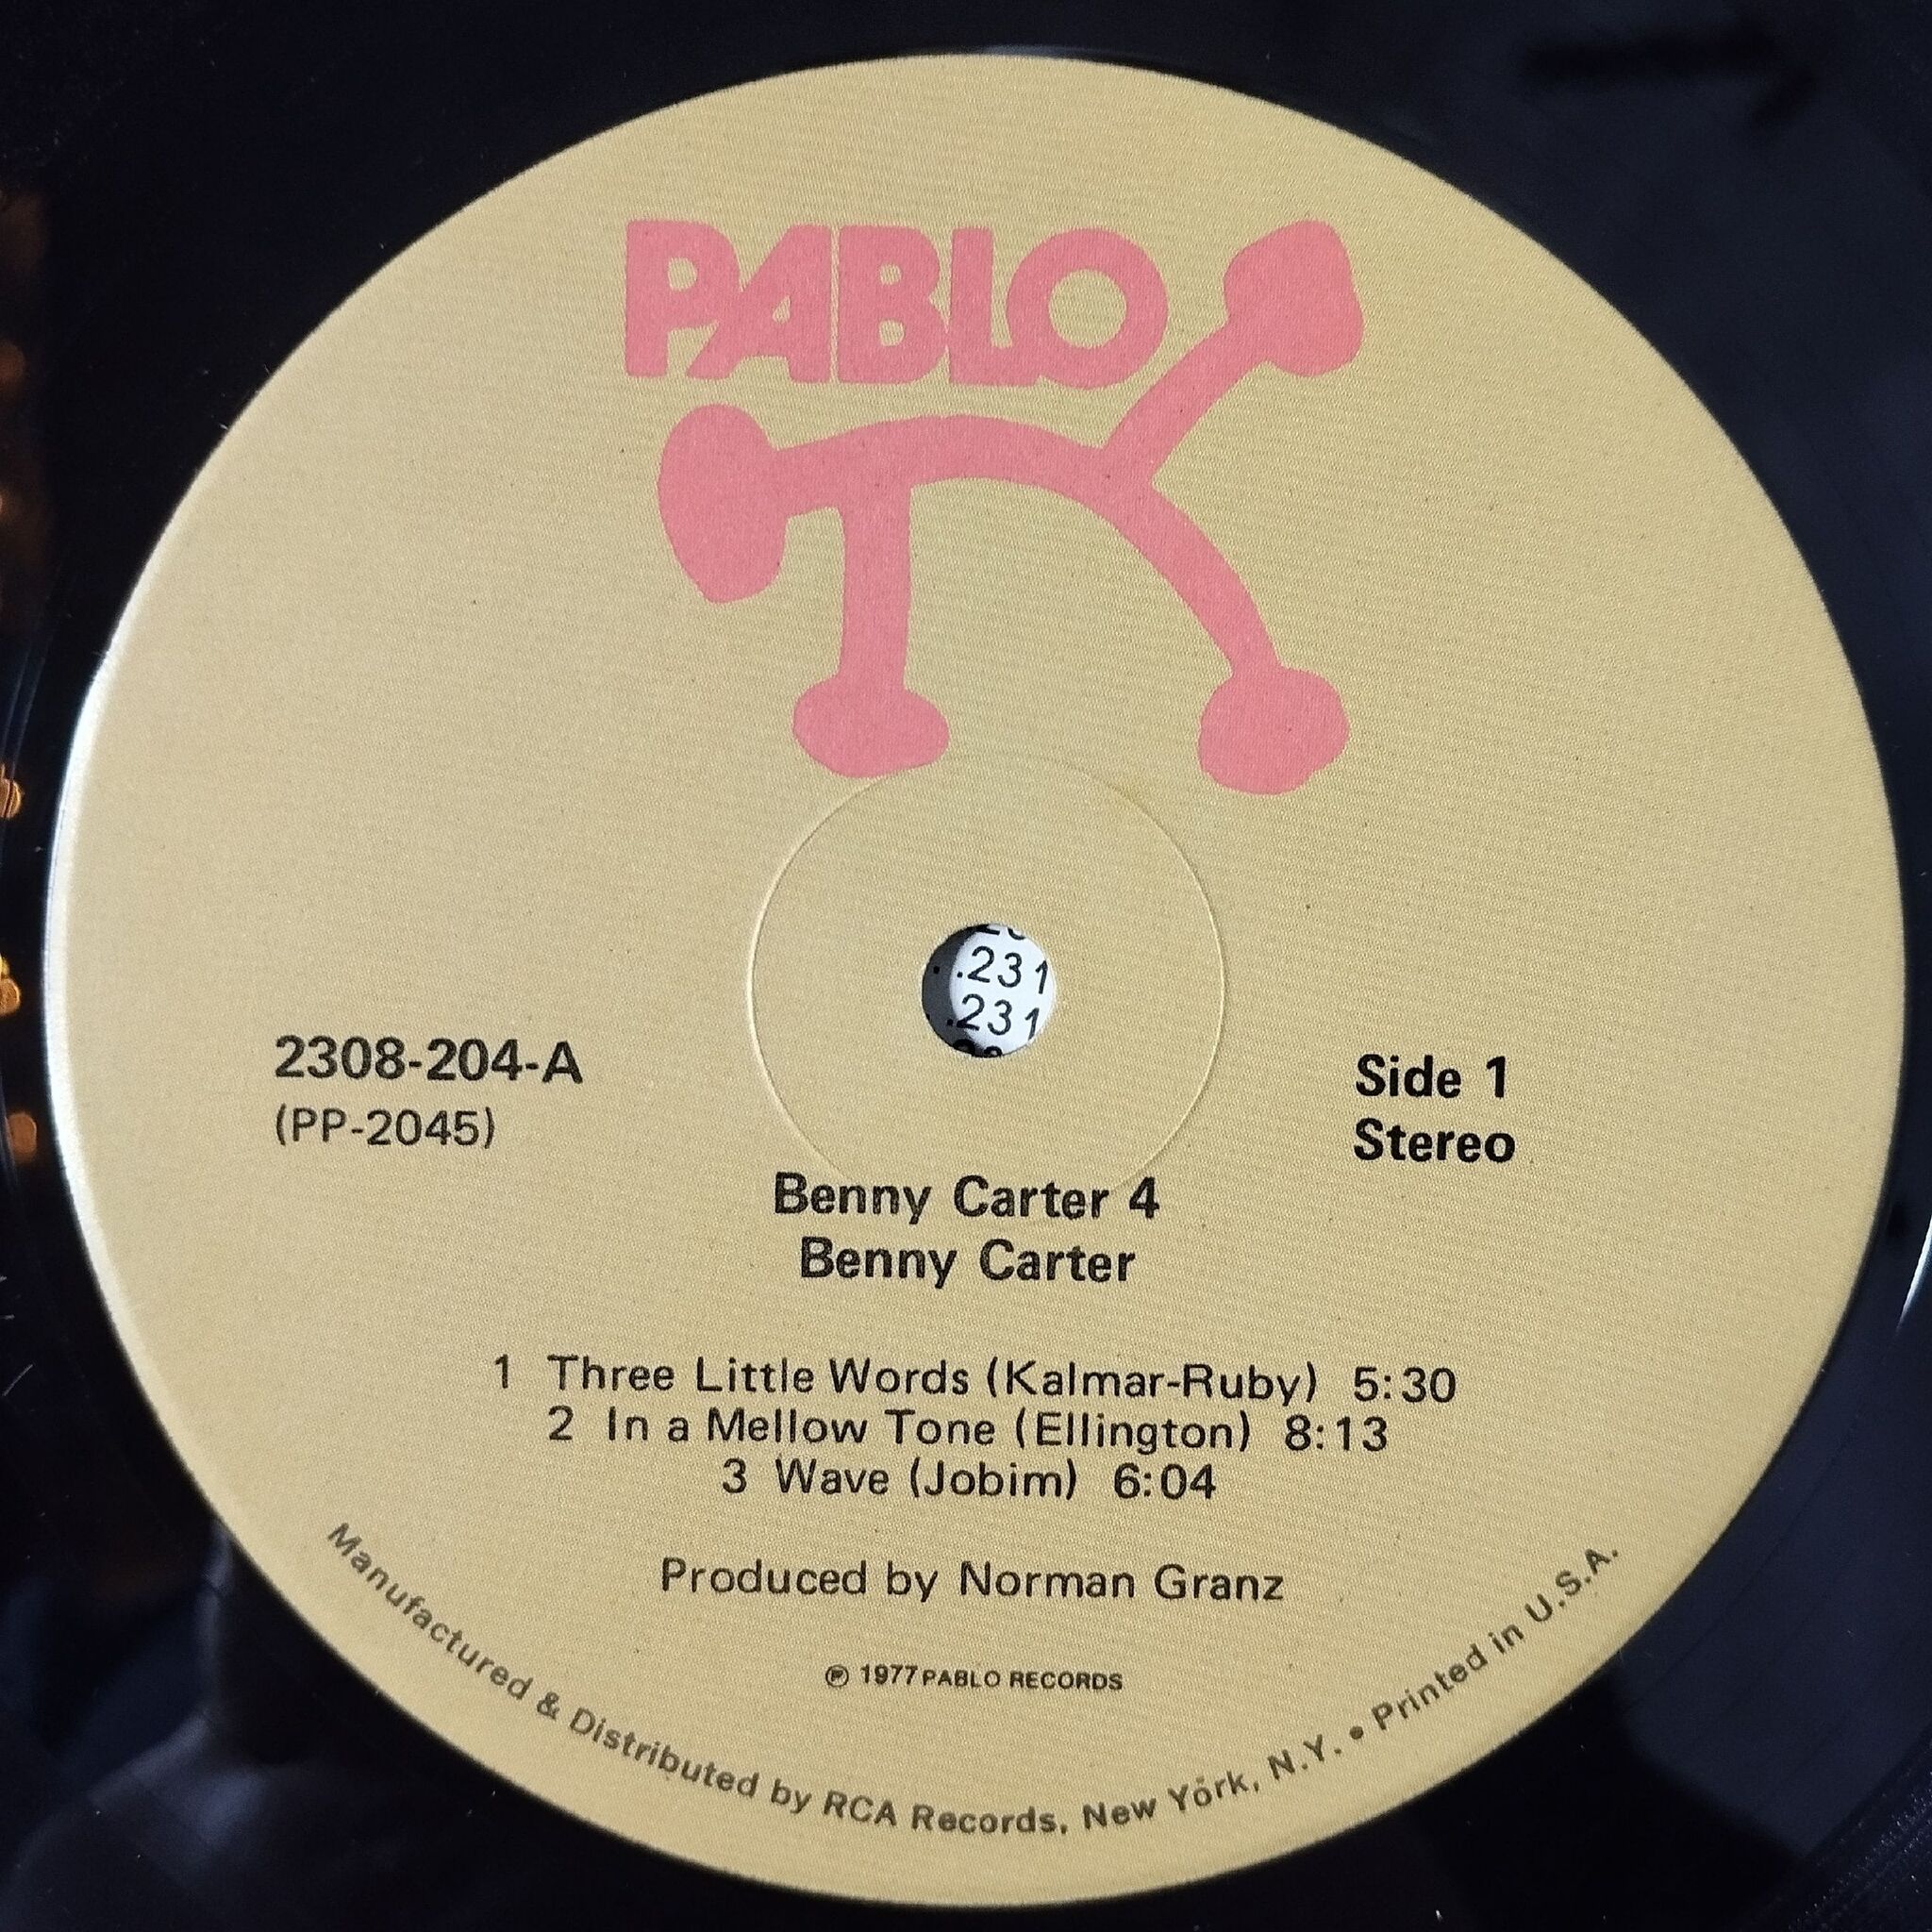 PABLO
.231
.231
2308-204-A
(PP-2045)
Side 1
Stereo
Benny Carter 4
Benny Carter
1 Three Little Words (Kalmar-Ruby) 5:30
2 In a Mellow Tone (Ellington) 8:13
3 Wave (Jobim) 6:04
Produced by Norman Granz
℗ 1977 PABLO RECORDS
Manufactured & Distributed by RCA Records, New York, N.Y. • Printed in U.S.A.